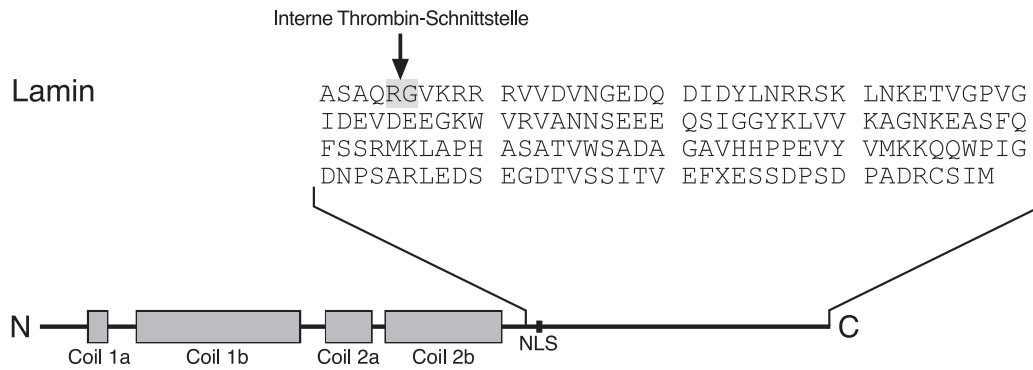 Interne Thrombin-Schnittstelle
Lamin
ASAQRGVKRR RVVDVNGEDQ DIDYLNRRSK LNKETVGPVG
IDEVDEEGKW VRVANNSEEE QSIGGYKLVV KAGNKEASFQ
FSSRMKLAPH ASATVWSADA GAVHHPPEVY VMKKQQWPIG
DNPSARLEDS EGDTVSSITV EFXESSDPSD PADRCSIM
N
C
NLS
Coil 1a Coil 1b Coil 2a Coil 2b